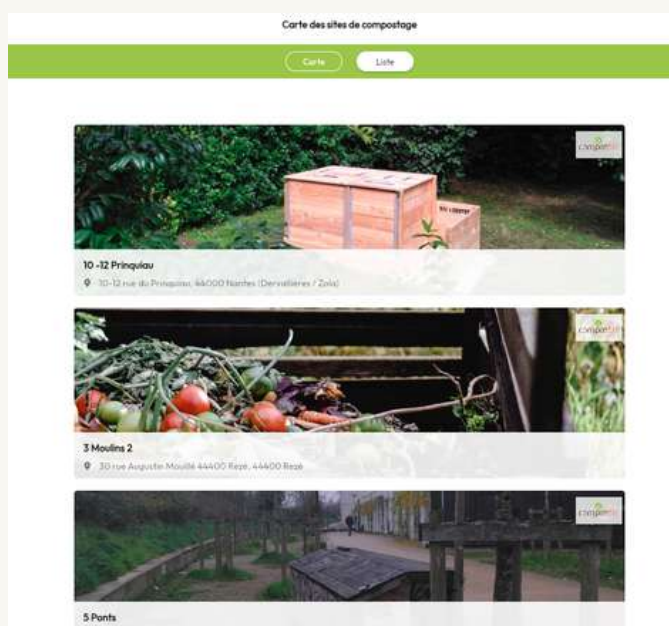 Carte des sites de compostage
Carte
Liste
10 -12 Prinquiau
10-12 rue du Prinquiau, 44000 Nantes (Dervallières / Zola)
3 Moulins 2
30 rue Augustin Mouillé 44400 Rezé, 44400 Rezé
5 Ponts